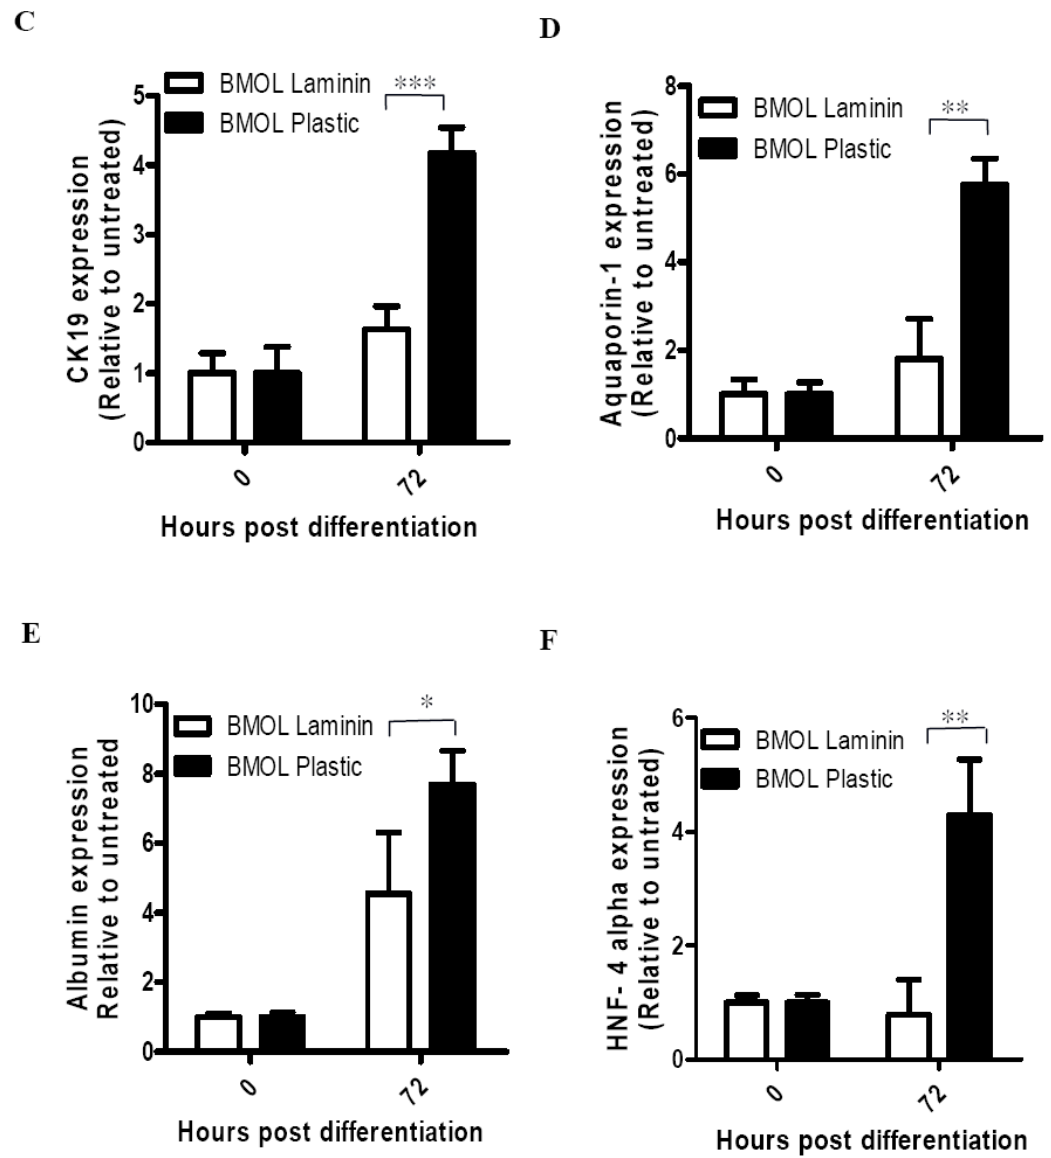 C
BMOL Laminin
BMOL Plastic
***
5
4
3
2
1
0
CK19 expression
(Relative to untreated)
0
72
Hours post differentiation
D
BMOL Laminin
BMOL Plastic
**
8
6
4
2
0
Aquaporin-1 expression
(Relative to untreated)
0
72
Hours post differentiation
E
BMOL Laminin
BMOL Plastic
*
10
8
6
4
2
0
Albumin expression
Relative to untreated
0
72
Hours post differentiation
F
BMOL Laminin
BMOL Plastic
**
6
4
2
0
HNF- 4 alpha expression
(Relative to untrated)
0
72
Hours post differentiation